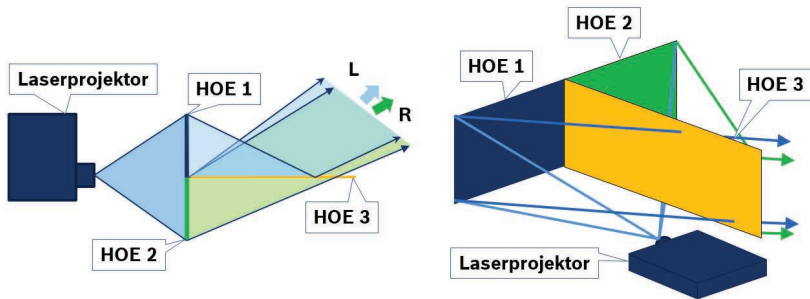 Laserprojektor
HOE 1
L
R
HOE 3
HOE 2
HOE 2
HOE 1
HOE 3
Laserprojektor